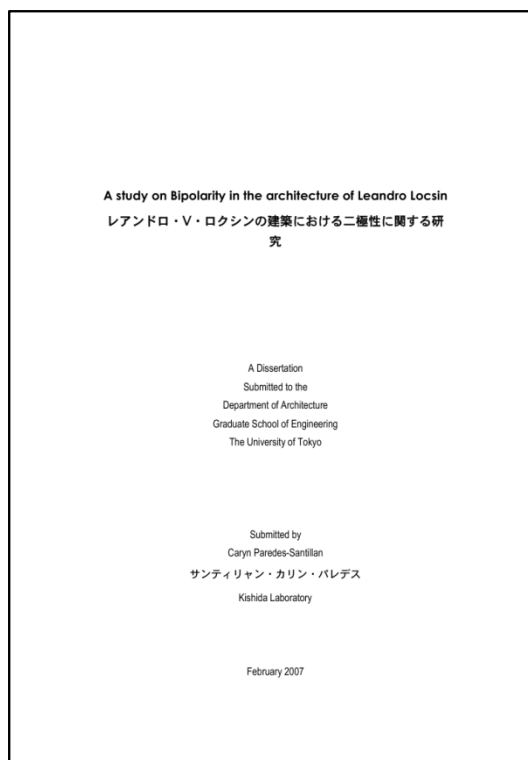 A study on Bipolarity in the architecture of Leandro Locsin
レアンドロ・V・ロクシンの建築における二極性に関する研
究
A Dissertation
Submitted to the
Department of Architecture
Graduate School of Engineering
The University of Tokyo
Submitted by
Caryn Paredes-Santillan
サンティリャン・カリン・パレデス
Kishida Laboratory
February 2007